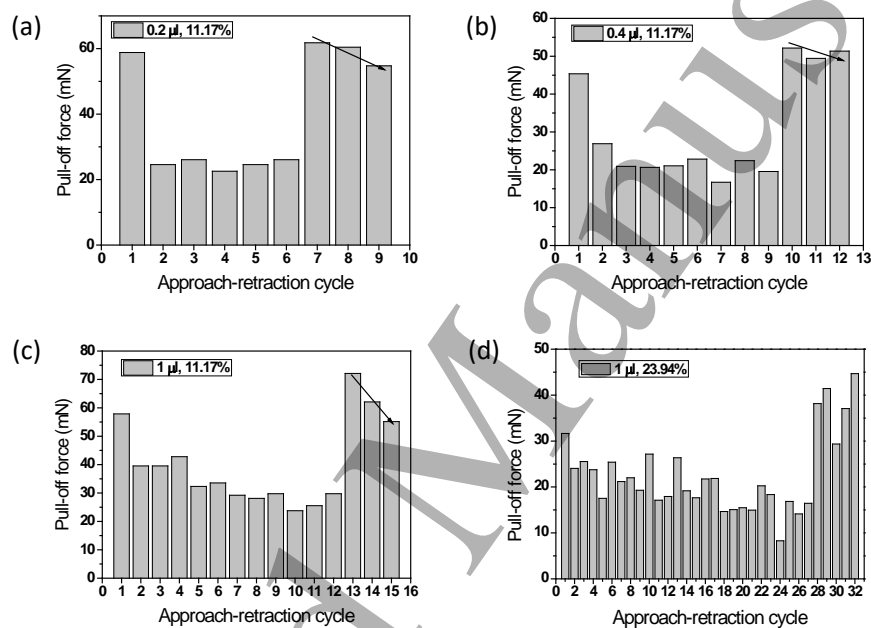 (a)
0.2 µl, 11.17%
Pull-off force (mN)
60
40
20
0
0 1 2 3 4 5 6 7 8 9 10
Approach-retraction cycle
(b)
0.4 µl, 11.17%
Pull-off force (mN)
60
50
40
30
20
10
0
0 1 2 3 4 5 6 7 8 9 10 11 12 13
Approach-retraction cycle
(c)
1 µl, 11.17%
Pull-off force (mN)
80
70
60
50
40
30
20
10
0
0 1 2 3 4 5 6 7 8 9 10 11 12 13 14 15 16
Approach-retraction cycle
(d)
1 µl, 23.94%
Pull-off force (mN)
50
40
30
20
10
0
0 2 4 6 8 10 12 14 16 18 20 22 24 26 28 30 32
Approach-retraction cycle
d Manus